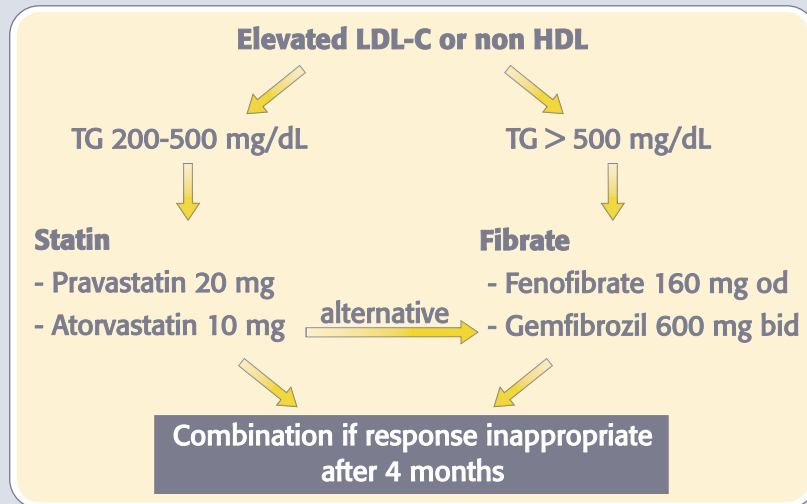 Elevated LDL-C or non HDL
TG 200-500 mg/dL
TG > 500 mg/dL
Statin
- Pravastatin 20 mg
- Atorvastatin 10 mg
alternative
Fibrate
- Fenofibrate 160 mg od
- Gemfibrozil 600 mg bid
Combination if response inappropriate
after 4 months